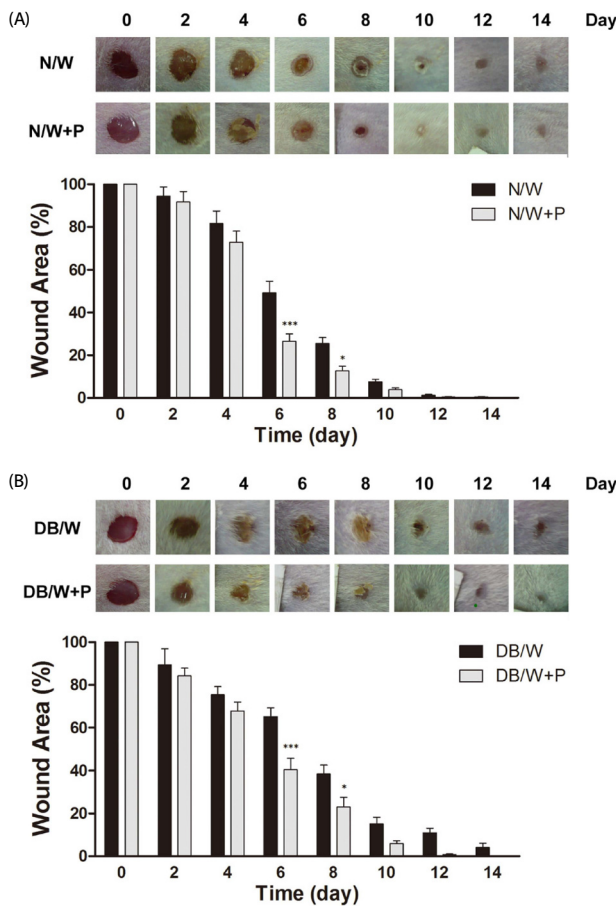 (A)
0 2 4 6 8 10 12 14 Day
N/W
N/W+P
100
80
60
40
20
0
Wound Area (%)
N/W
N/W+P
***
*
0 2 4 6 8 10 12 14
Time (day)
(B)
0 2 4 6 8 10 12 14 Day
DB/W
DB/W+P
100
80
60
40
20
0
Wound Area (%)
DB/W
DB/W+P
***
*
0 2 4 6 8 10 12 14
Time (day)